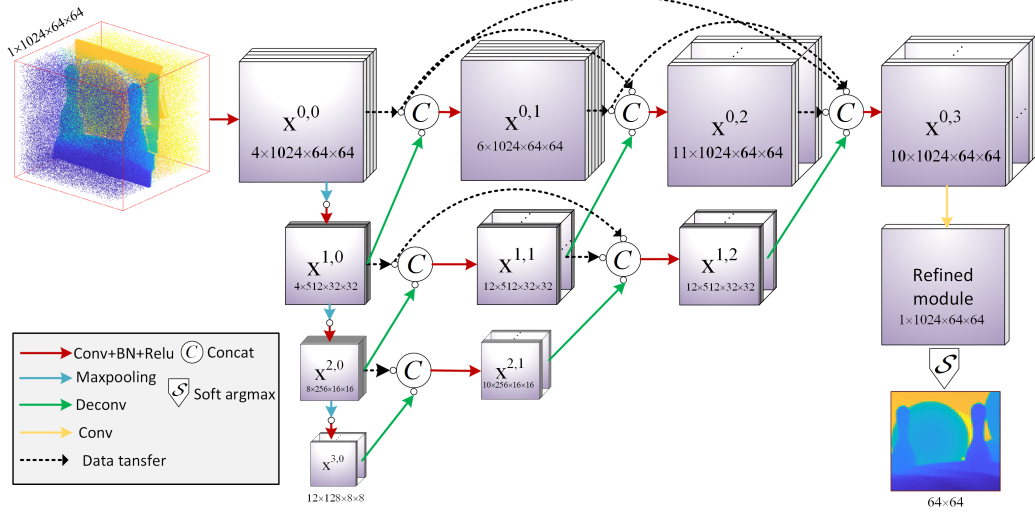 1×1024×64×64
X^0,0
4×1024×64×64
C
X^0,1
6×1024×64×64
C
X^0,2
11×1024×64×64
C
X^0,3
10×1024×64×64
X^1,0
4×512×32×32
C
X^1,1
12×512×32×32
C
X^1,2
12×512×32×32
Refined
module
1×1024×64×64
X^2,0
8×256×16×16
C
X^2,1
10×256×16×16
S
X^3,0
12×128×8×8
64×64
Conv+BN+Relu
C Concat
Maxpooling
S Soft argmax
Deconv
Conv
Data tansfer